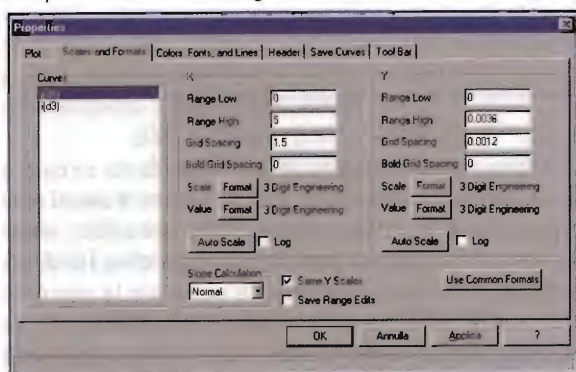 Properties
Plot Scales and Formats Colors, Fonts, and Lines Header Save Curves Tool Bar
Curves
i(d3)
X
Range Low 0
Range High 5
Grid Spacing 1.5
Bold Grid Spacing 0
Scale Format 3 Digit Engineering
Value Format 3 Digit Engineering
Auto Scale Log
Y
Range Low 0
Range High 0.0036
Grid Spacing 0.0012
Bold Grid Spacing 0
Scale Format 3 Digit Engineering
Value Format 3 Digit Engineering
Auto Scale Log
Slope Calculation
Normal
Same Y Scales
Save Range Edits
Use Common Formats
OK Annulla Applica ?